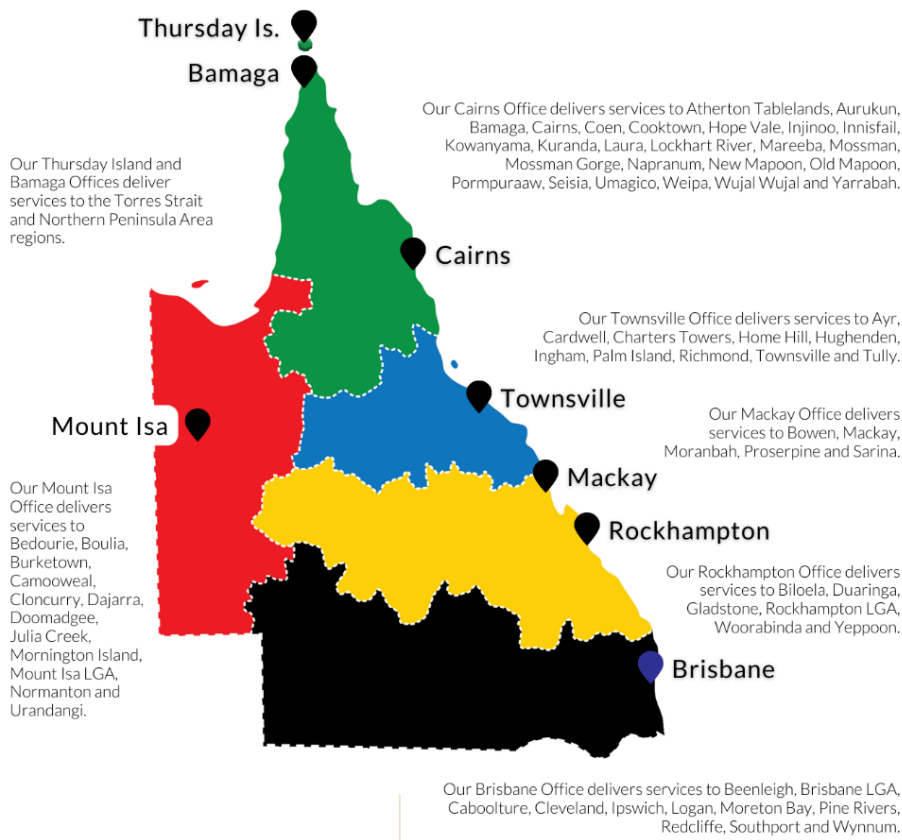 Thursday Is.
Bamaga
Our Cairns Office delivers services to Atherton Tablelands, Aurukun,
Bamaga, Cairns, Coen, Cooktown, Hope Vale, Injinoo, Innisfail,
Kowanyama, Kuranda, Laura, Lockhart River, Mareeba, Mossman,
Mossman Gorge, Napranum, New Mapoon, Old Mapoon,
Pormpuraaw, Seisia, Umagico, Weipa, Wujal Wujal and Yarrabah.
Our Thursday Island and
Bamaga Offices deliver
services to the Torres Strait
and Northern Peninsula Area
regions.
Cairns
Our Townsville Office delivers services to Ayr,
Cardwell, Charters Towers, Home Hill, Hughenden,
Ingham, Palm Island, Richmond, Townsville and Tully.
Townsville
Mount Isa
Our Mackay Office delivers
services to Bowen, Mackay,
Moranbah, Proserpine and Sarina.
Mackay
Our Mount Isa
Office delivers
services to
Bedourie, Boulia,
Burketown,
Camooweal,
Cloncurry, Dajarra,
Doomadgee,
Julia Creek,
Mornington Island,
Mount Isa LGA,
Normanton and
Urandangi.
Rockhampton
Our Rockhampton Office delivers
services to Biloela, Duaringa,
Gladstone, Rockhampton LGA,
Woorabinda and Yeppoon.
Brisbane
Our Brisbane Office delivers services to Beenleigh, Brisbane LGA,
Caboolture, Cleveland, Ipswich, Logan, Moreton Bay, Pine Rivers,
Redcliffe, Southport and Wynnum.